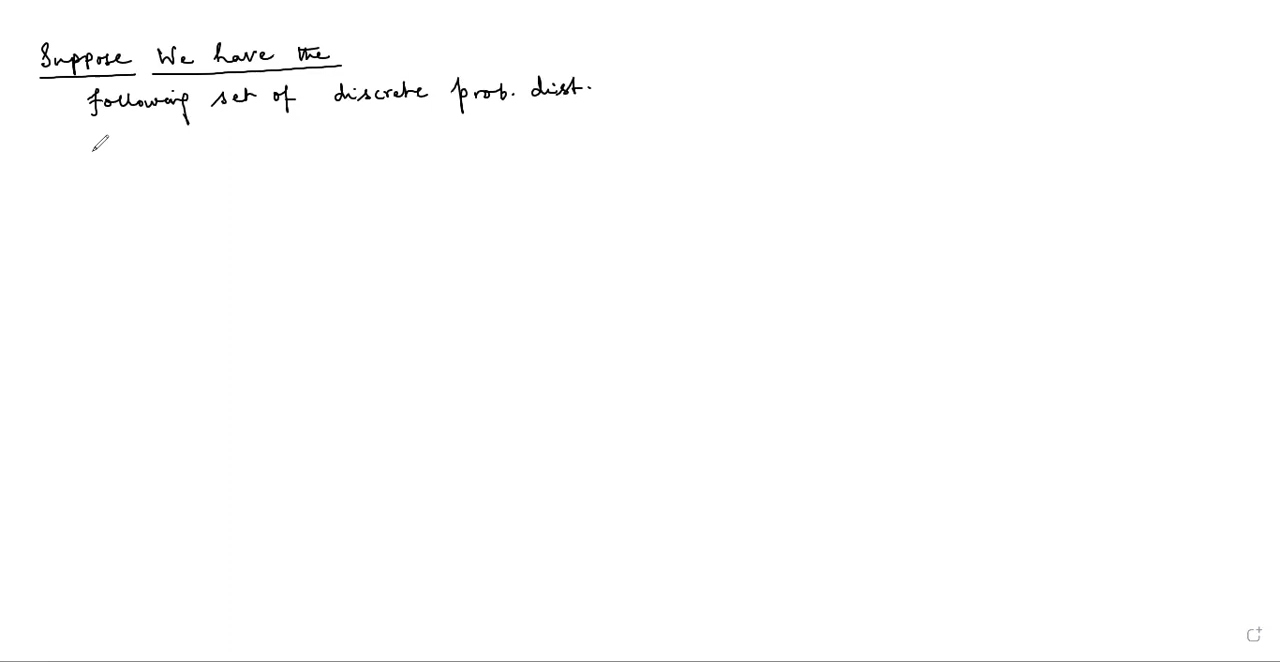 Suppose We have the
following set of discrete prob. dist.